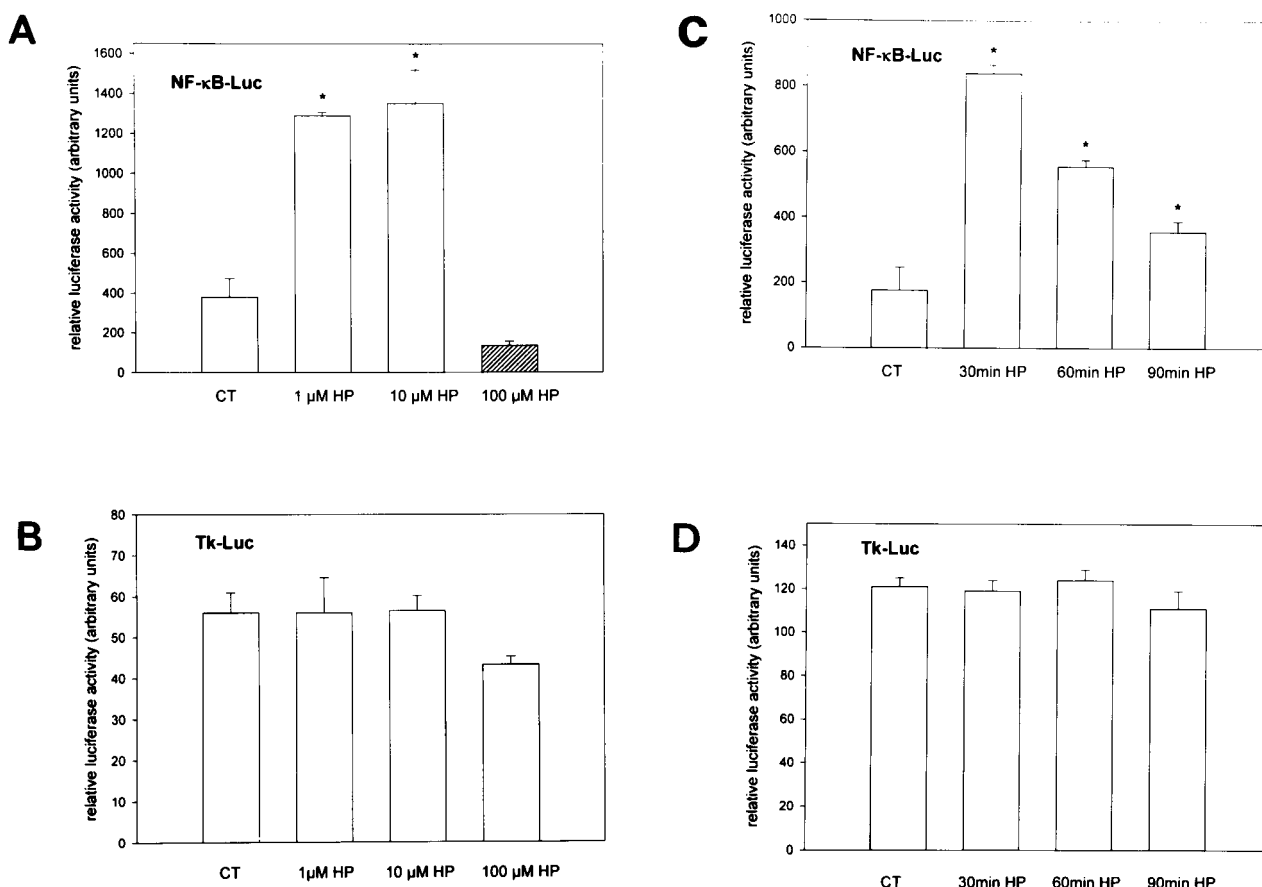 A
relative luciferase activity (arbitrary units)
1600
1400
1200
1000
800
600
400
200
0
NF-κB-Luc
*
*
CT
1 µM HP
10 µM HP
100 µM HP
C
relative luciferase activity (arbitrary units)
1000
800
600
400
200
0
NF-κB-Luc
*
*
*
CT
30min HP
60min HP
90min HP
B
relative luciferase activity (arbitrary units)
80
70
60
50
40
30
20
10
0
Tk-Luc
CT
1µM HP
10 µM HP
100 µM HP
D
relative luciferase activity (arbitrary units)
140
120
100
80
60
40
20
0
Tk-Luc
CT
30min HP
60min HP
90min HP